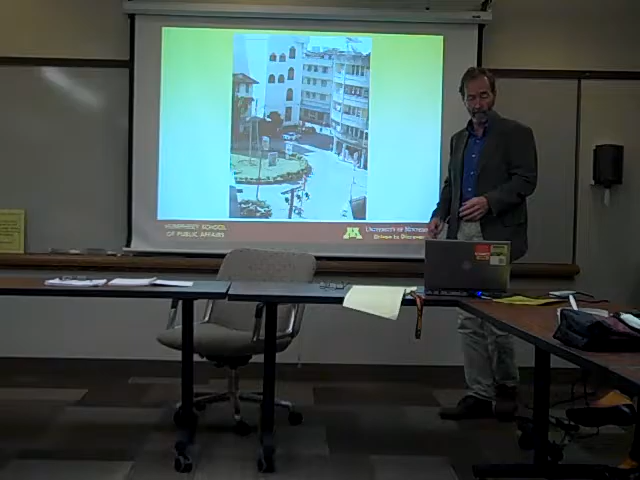 HUMPHREY SCHOOL
OF PUBLIC AFFAIRS
M
UNIVERSITY OF MINNESOTA
Driven to Discover